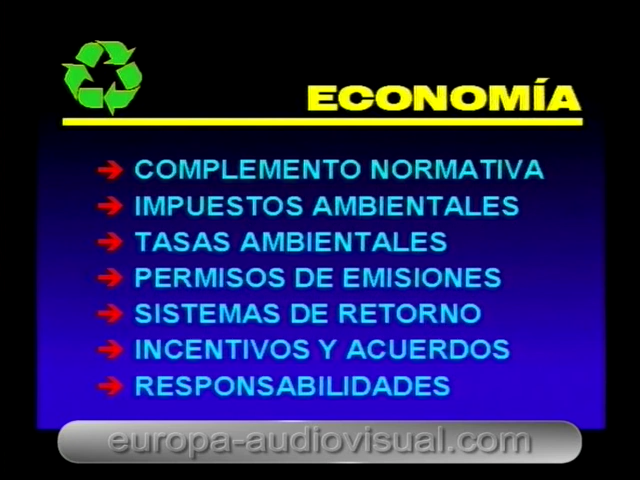 ECONOMÍA
COMPLEMENTO NORMATIVA
IMPUESTOS AMBIENTALES
TASAS AMBIENTALES
PERMISOS DE EMISIONES
SISTEMAS DE RETORNO
INCENTIVOS Y ACUERDOS
RESPONSABILIDADES
europa-audiovisual.com